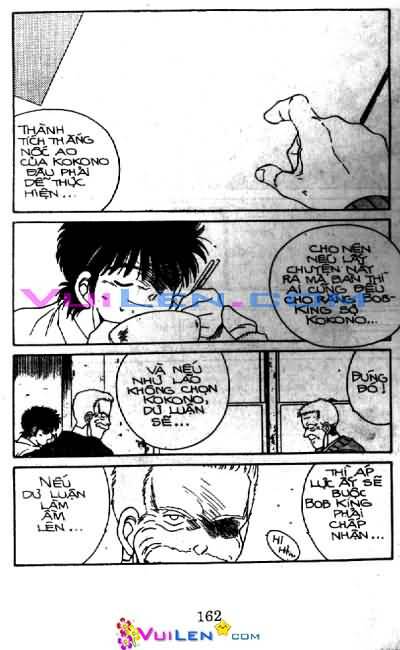 THÀNH
TÍCH THẮNG
NỐC AO
CỦA KOKONO
ĐÂU PHẢI
DỄ THỰC
HIỆN...
CHO NÊN
NẾU LẤY
CHUYỆN NÀY
RA MÀ BÀN THÌ
AI CŨNG ĐỀU
CHO RẰNG BOB-
KING SỢ
KOKONO...
VUILEN.COM
ĐÚNG
ĐÓ!
VÀ NẾU
NHƯ LÃO
KHÔNG CHỌN
KOKONO,
DƯ LUẬN
SẼ...
NẾU
DƯ LUẬN
LÀM
ẦM
LÊN...
THÌ ÁP
LỰC ẤY SẼ
BUỘC
BOB KING
PHẢI
CHẤP
NHẬN...
HI
HI...
162
VUILEN.COM